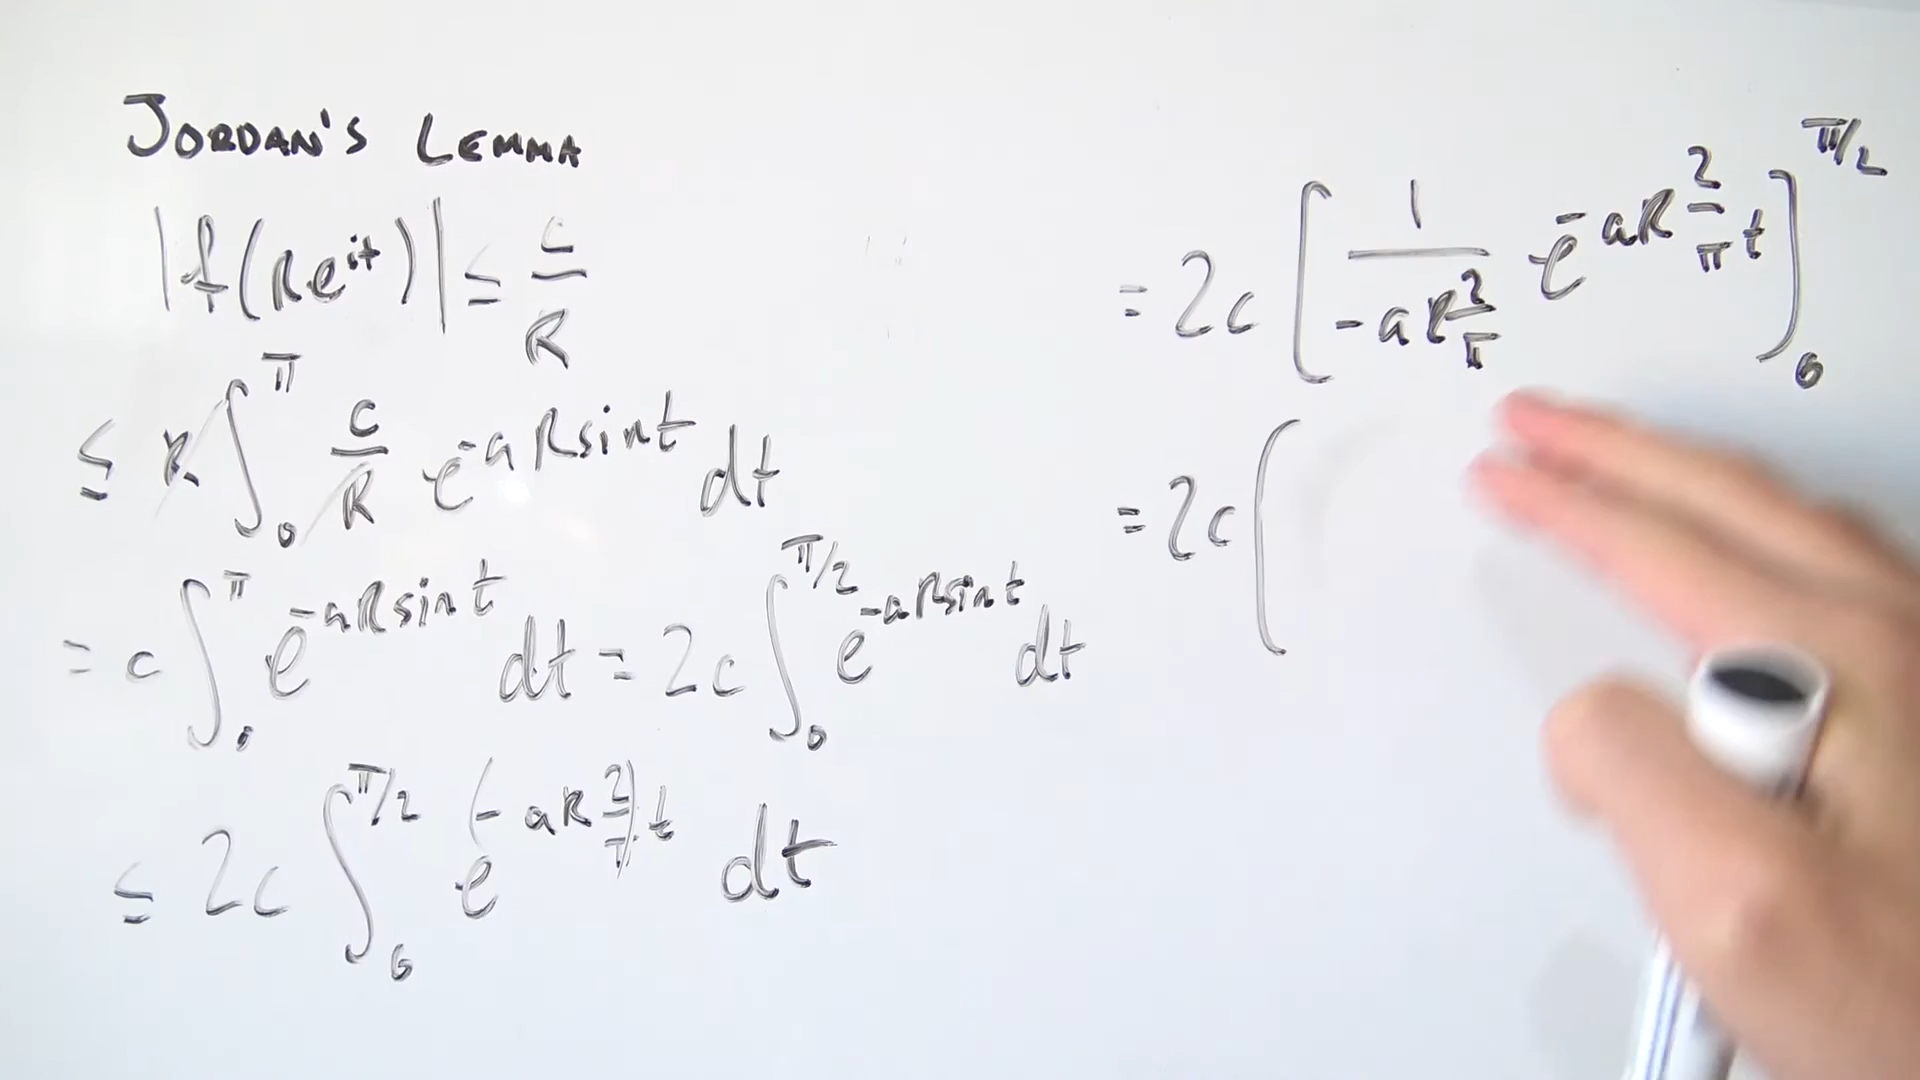 JORDAN'S LEMMA
|f(Re^{it})| ≤ c/R
≤ R ∫_0^π c/R e^{-aR sin t} dt
= c ∫_0^π e^{-aR sin t} dt = 2c ∫_0^{π/2} e^{-aR sin t} dt
≤ 2c ∫_0^{π/2} e^{(-aR 2/π) t} dt
= 2c [ 1/(-aR 2/π) e^{-aR 2/π t} ]_0^{π/2}
= 2c (